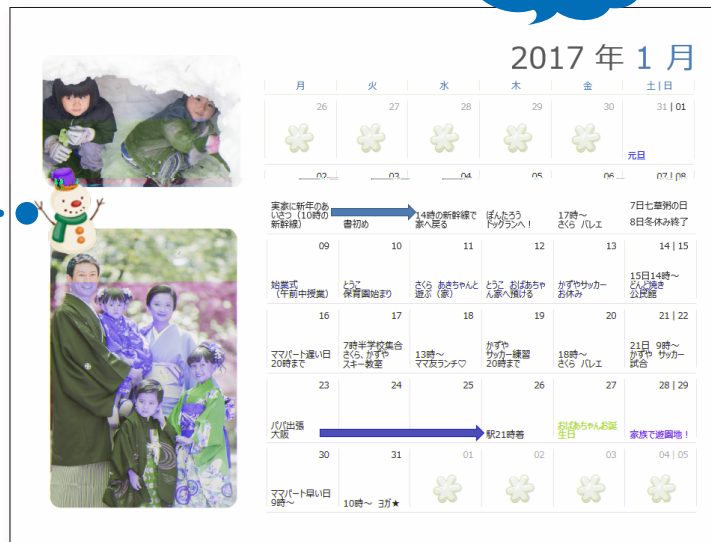 2017 年 1 月
月 火 水 木 金 土|日
26 27 28 29 30 31 | 01
元旦
02 03 04 05 06 07 | 08
実家に新年のあ
いさつ（10時の
新幹線）
書初め
14時の新幹線で
家へ戻る
ぽんたろう
ドッグランへ！
17時～
さくら バレエ
7日七草粥の日
8日冬休み終了
09 10 11 12 13 14 | 15
始業式
（午前中授業）
とうこ
保育園始まり
さくら あきちゃんと
遊ぶ（家）
とうこ おばあちゃ
ん家へ預ける
かずやサッカー
お休み
15日14時～
どんど焼き
公民館
16 17 18 19 20 21 | 22
ママパート遅い日
20時まで
7時半学校集合
さくら、かずや
スキー教室
13時～
ママ友ランチ♡
かずや
サッカー練習
20時まで
18時～
さくら バレエ
21日 9時～
かずや サッカー
試合
23 24 25 26 27 28 | 29
パパ出張
大阪
駅21時着
おばあちゃんお誕
生日
家族で遊園地！
30 31 01 02 03 04 | 05
ママパート早い日
9時～
10時～ ヨガ★